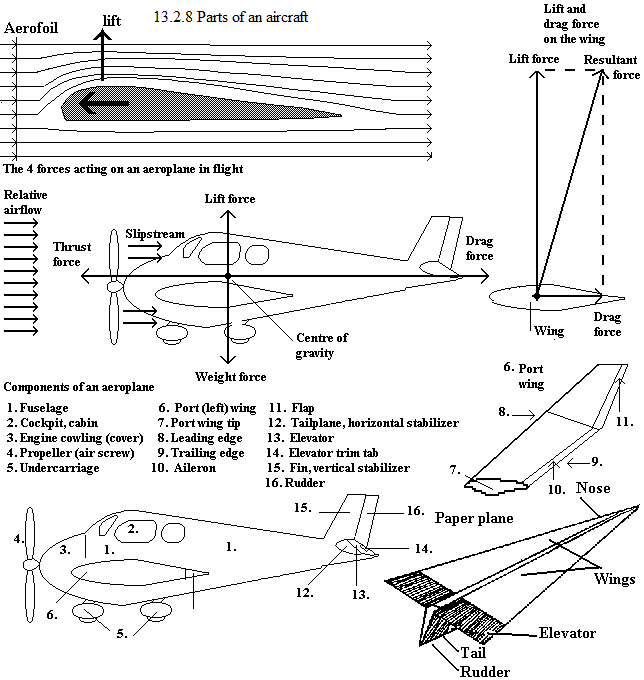 13.2.8 Parts of an aircraft
Aerofoil
lift
Lift and
drag force
on the wing
Lift force
Resultant
force
Wing
Drag
force
The 4 forces acting on an aeroplane in flight
Relative
airflow
Thrust
force
Slipstream
Lift force
Drag
force
Centre of
gravity
Weight force
Components of an aeroplane
1. Fuselage
2. Cockpit, cabin
3. Engine cowling (cover)
4. Propeller (air screw)
5. Undercarriage
6. Port (left) wing
7. Port wing tip
8. Leading edge
9. Trailing edge
10. Aileron
11. Flap
12. Tailplane, horizontal stabilizer
13. Elevator
14. Elevator trim tab
15. Fin, vertical stabilizer
16. Rudder
6. Port
wing
8.
11.
7.
9.
10.
4.
3.
1.
2.
1.
15.
16.
14.
12.
13.
6.
5.
Paper plane
Nose
Wings
Elevator
Tail
Rudder